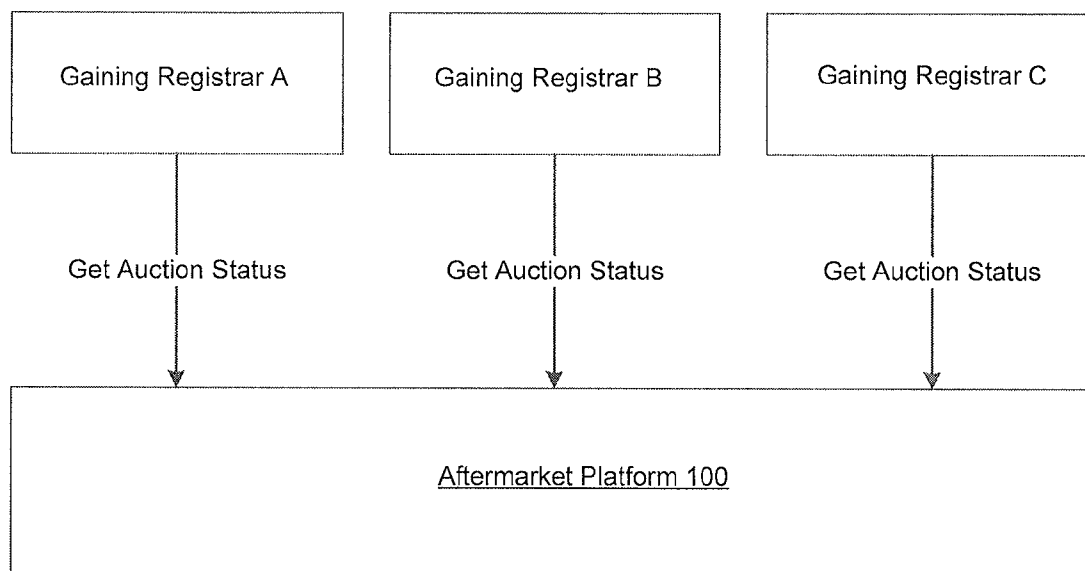 Gaining Registrar A
Gaining Registrar B
Gaining Registrar C
Get Auction Status
Get Auction Status
Get Auction Status
Aftermarket Platform 100